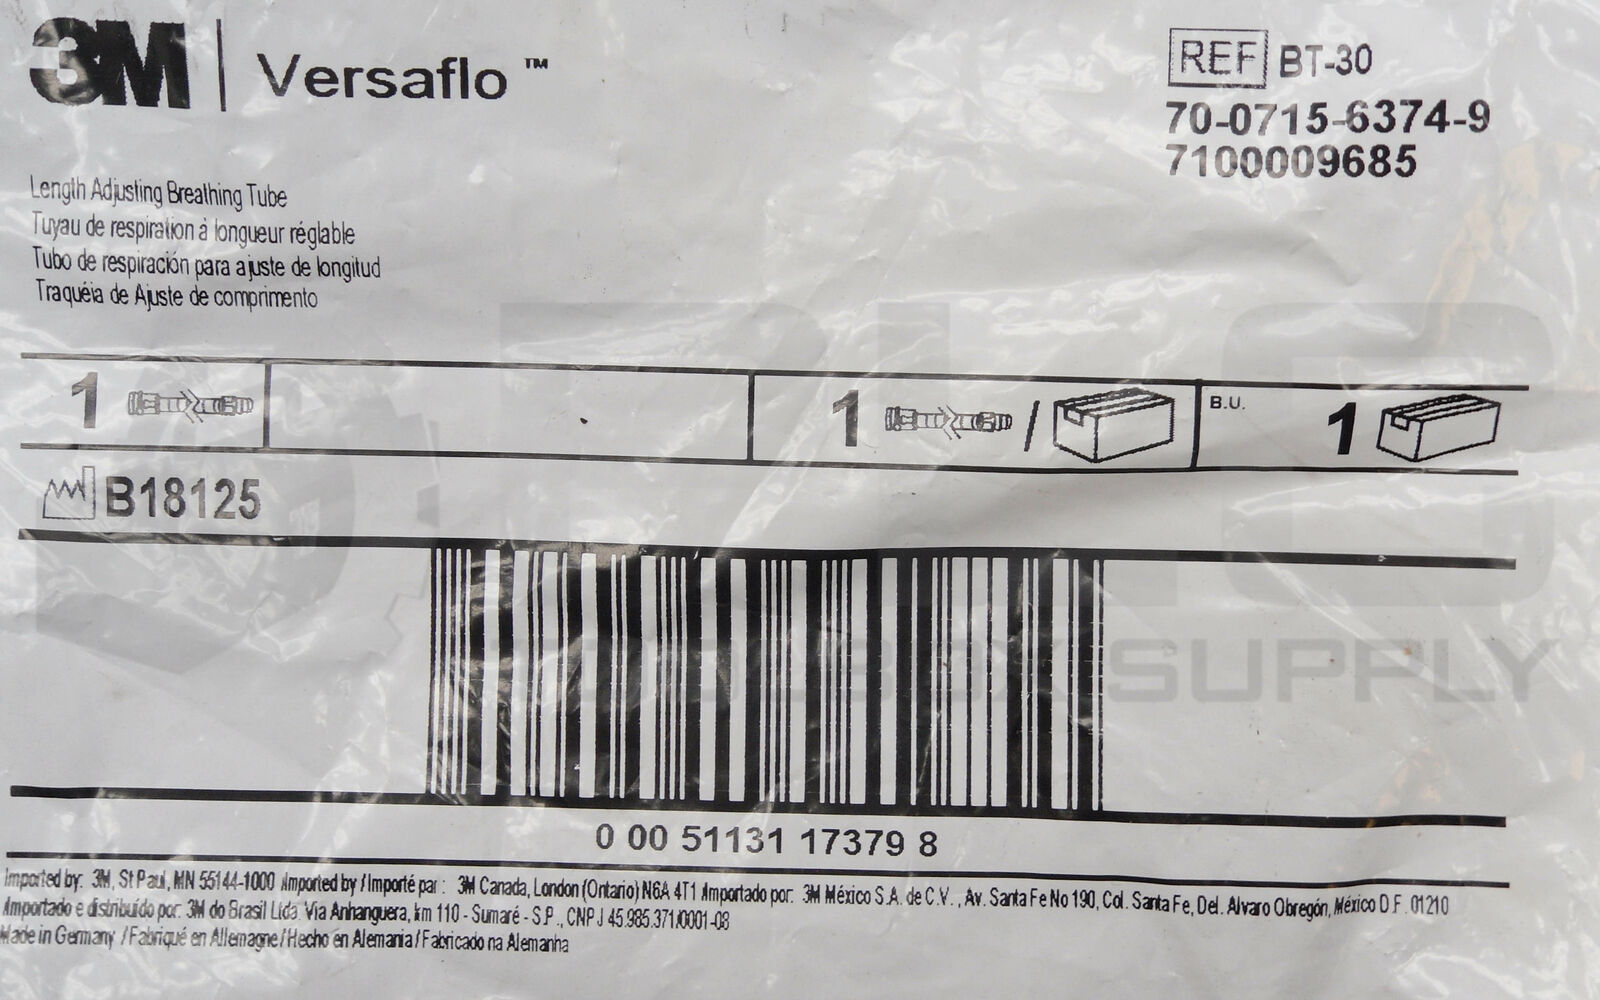 3M | Versaflo™
REF BT-30
70-0715-6374-9
7100009685
Length Adjusting Breathing Tube
Tuyau de respiration à longueur réglable
Tubo de respiración para ajuste de longitud
Traquéia de Ajuste de comprimento
1 1 / B.U. 1
B18125
SUPPLY
0 00 51131 17379 8
Imported by: 3M, St Paul, MN 55144-1000 /Imported by / Importé par : 3M Canada, London (Ontario) N6A 4T1 /Importado por: 3M México S.A. de C.V. , Av. Santa Fe No 190, Col. Santa Fe, Del. Alvaro Obregón, México D.F. 01210
/Importado e distribuido por: 3M do Brasil Ltda. Via Anhanguera, km 110 - Sumaré - S.P., CNPJ 45.985.371/0001-08
Made in Germany / Fabriqué en Allemagne / Hecho en Alemania / Fabricado na Alemanha